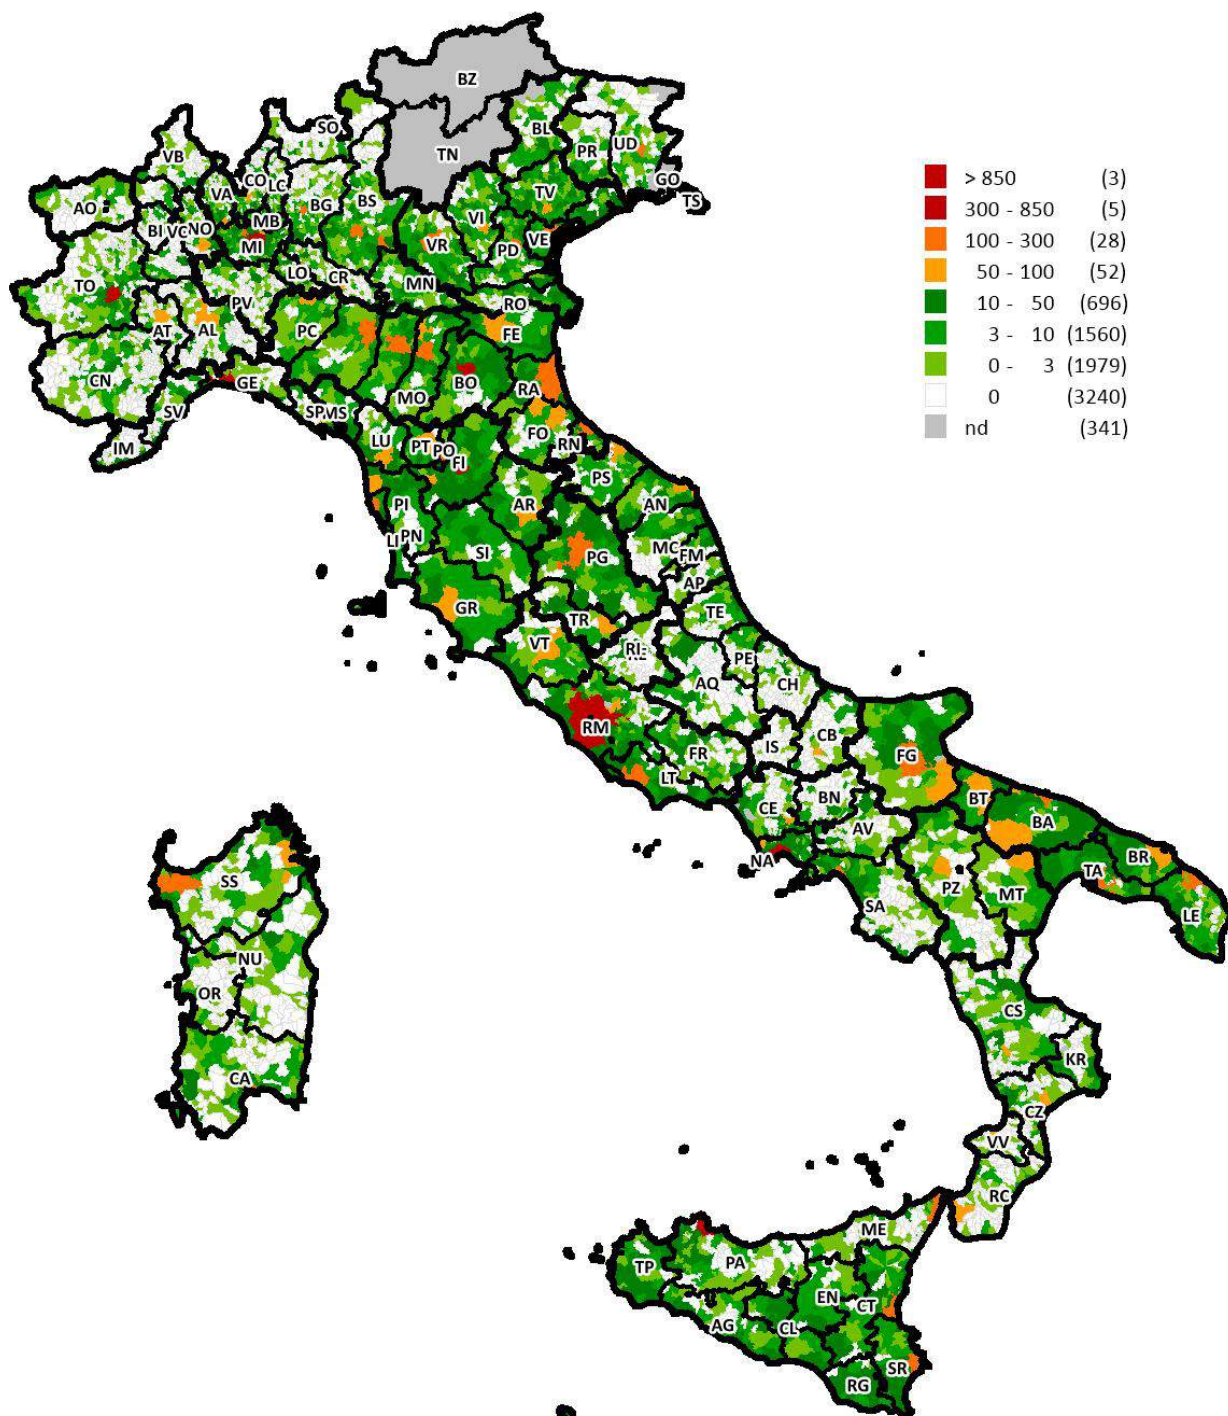 BZ
SO
BL
UD
VB
TN
PR
GO
CO
LC
VA
TV
TS
AO
BG
BS
MB
VI
BI
VC
NO
MI
VR
PD
VE
LO
CR
MN
TO
PV
RO
AT
AL
PC
FE
CN
GE
BO
RA
SV
SP
MS
MO
IM
LU
PT
PO
FO
RN
FI
PS
PI
AR
AN
LI
PN
SI
PG
MC
FM
AP
GR
TR
TE
VT
RI
PE
AQ
CH
RM
CB
IS
FR
FG
LT
CE
BN
BT
BA
AV
NA
BR
TA
SS
PZ
MT
SA
LE
NU
OR
CS
CA
KR
CZ
VV
RC
ME
TP
PA
EN
CT
AG
CL
SR
RG
> 850 (3)
300 - 850 (5)
100 - 300 (28)
50 - 100 (52)
10 - 50 (696)
3 - 10 (1560)
0 - 3 (1979)
0 (3240)
nd (341)